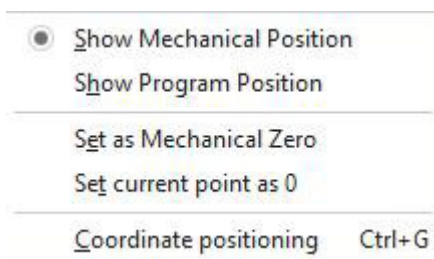 Show Mechanical Position
Show Program Position
Set as Mechanical Zero
Set current point as 0
Coordinate positioning Ctrl+G